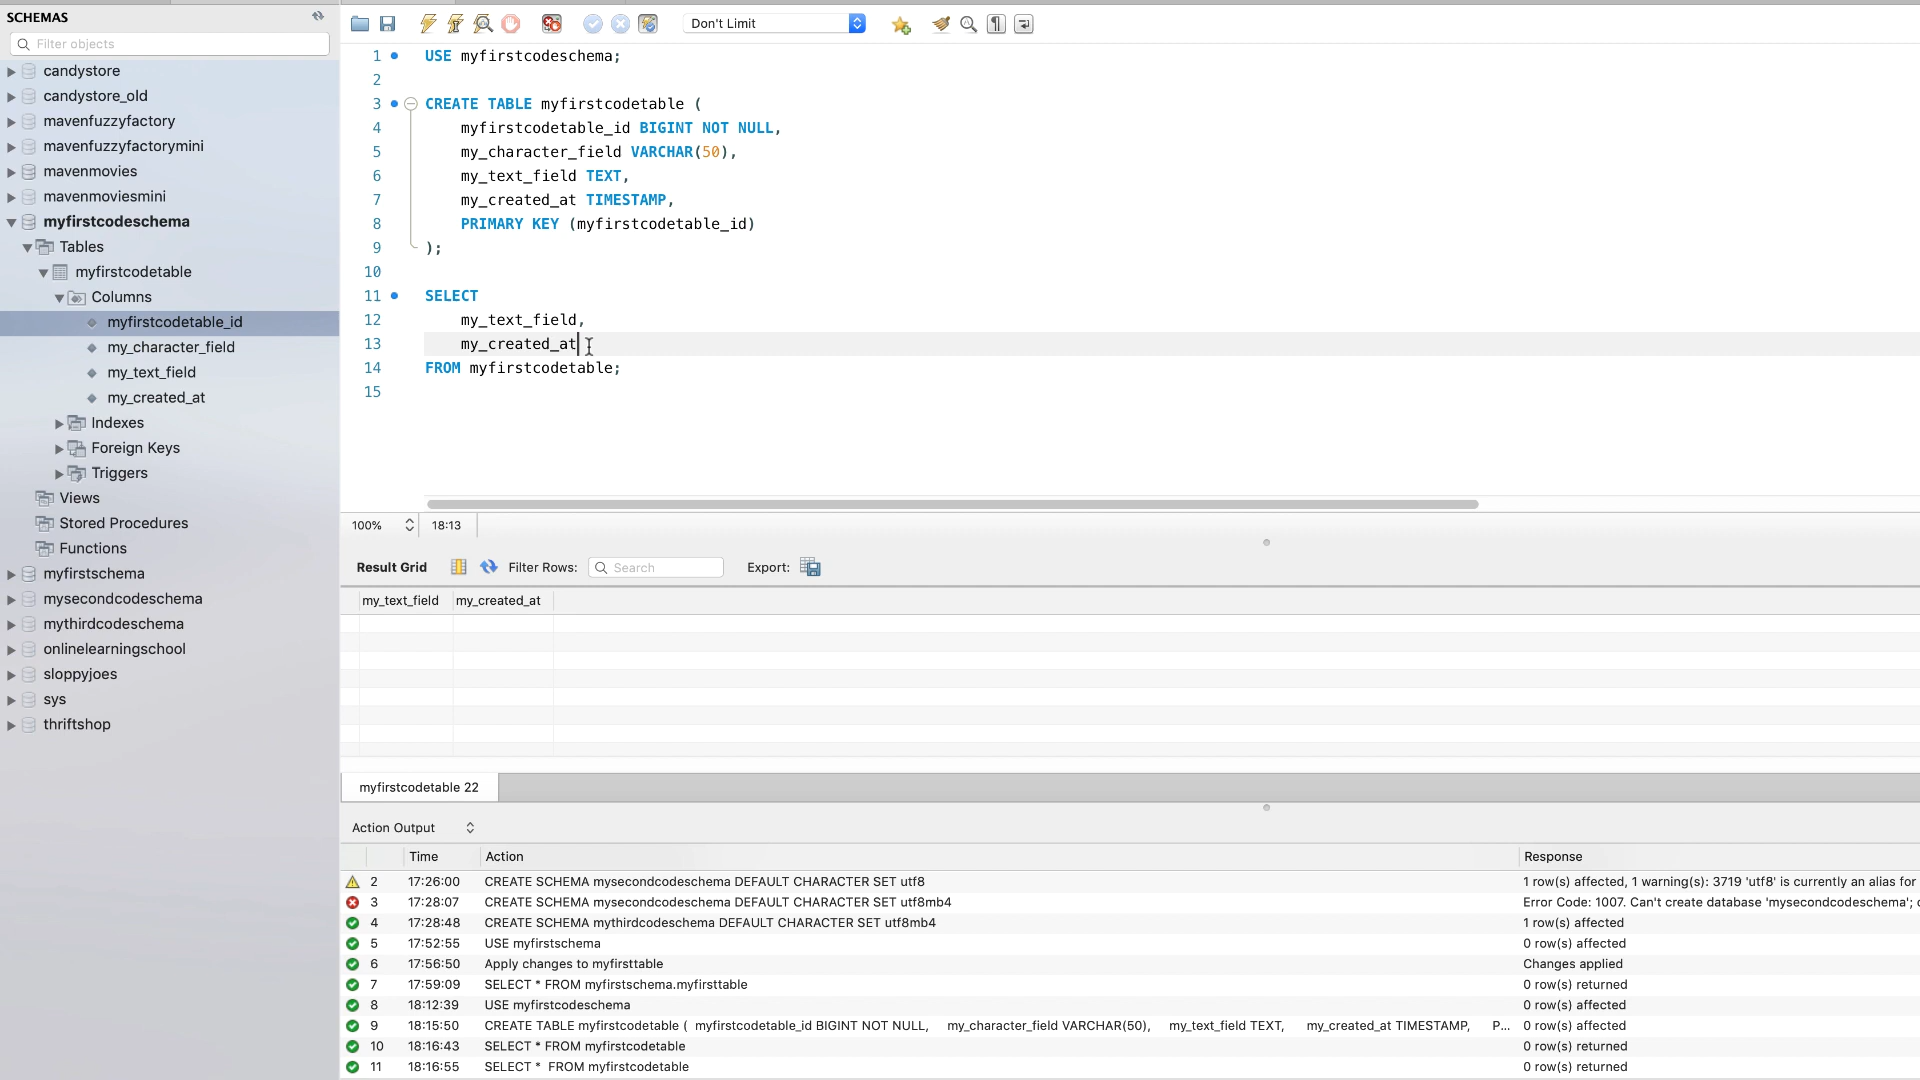 SCHEMAS
Filter objects
candystore
candystore_old
mavenfuzzyfactory
mavenfuzzyfactorymini
mavenmovies
mavenmoviesmini
myfirstcodeschema
Tables
myfirstcodetable
Columns
myfirstcodetable_id
my_character_field
my_text_field
my_created_at
Indexes
Foreign Keys
Triggers
Views
Stored Procedures
Functions
myfirstschema
mysecondcodeschema
mythirdcodeschema
onlinelearningschool
sloppyjoes
sys
thriftshop
Don't Limit
1 USE myfirstcodeschema;
2
3 CREATE TABLE myfirstcodetable (
4 myfirstcodetable_id BIGINT NOT NULL,
5 my_character_field VARCHAR(50),
6 my_text_field TEXT,
7 my_created_at TIMESTAMP,
8 PRIMARY KEY (myfirstcodetable_id)
9 );
10
11 SELECT
12 my_text_field,
13 my_created_at
14 FROM myfirstcodetable;
15
100% 18:13
Result Grid Filter Rows: Search Export:
my_text_field my_created_at
myfirstcodetable 22
Action Output
Time Action Response
2 17:26:00 CREATE SCHEMA mysecondcodeschema DEFAULT CHARACTER SET utf8 1 row(s) affected, 1 warning(s): 3719 'utf8' is currently an alias for
3 17:28:07 CREATE SCHEMA mysecondcodeschema DEFAULT CHARACTER SET utf8mb4 Error Code: 1007. Can't create database 'mysecondcodeschema';
4 17:28:48 CREATE SCHEMA mythirdcodeschema DEFAULT CHARACTER SET utf8mb4 1 row(s) affected
5 17:52:55 USE myfirstschema 0 row(s) affected
6 17:56:50 Apply changes to myfirsttable Changes applied
7 17:59:09 SELECT * FROM myfirstschema.myfirsttable 0 row(s) returned
8 18:12:39 USE myfirstcodeschema 0 row(s) affected
9 18:15:50 CREATE TABLE myfirstcodetable ( myfirstcodetable_id BIGINT NOT NULL, my_character_field VARCHAR(50), my_text_field TEXT, my_created_at TIMESTAMP, P... 0 row(s) affected
10 18:16:43 SELECT * FROM myfirstcodetable 0 row(s) returned
11 18:16:55 SELECT * FROM myfirstcodetable 0 row(s) returned